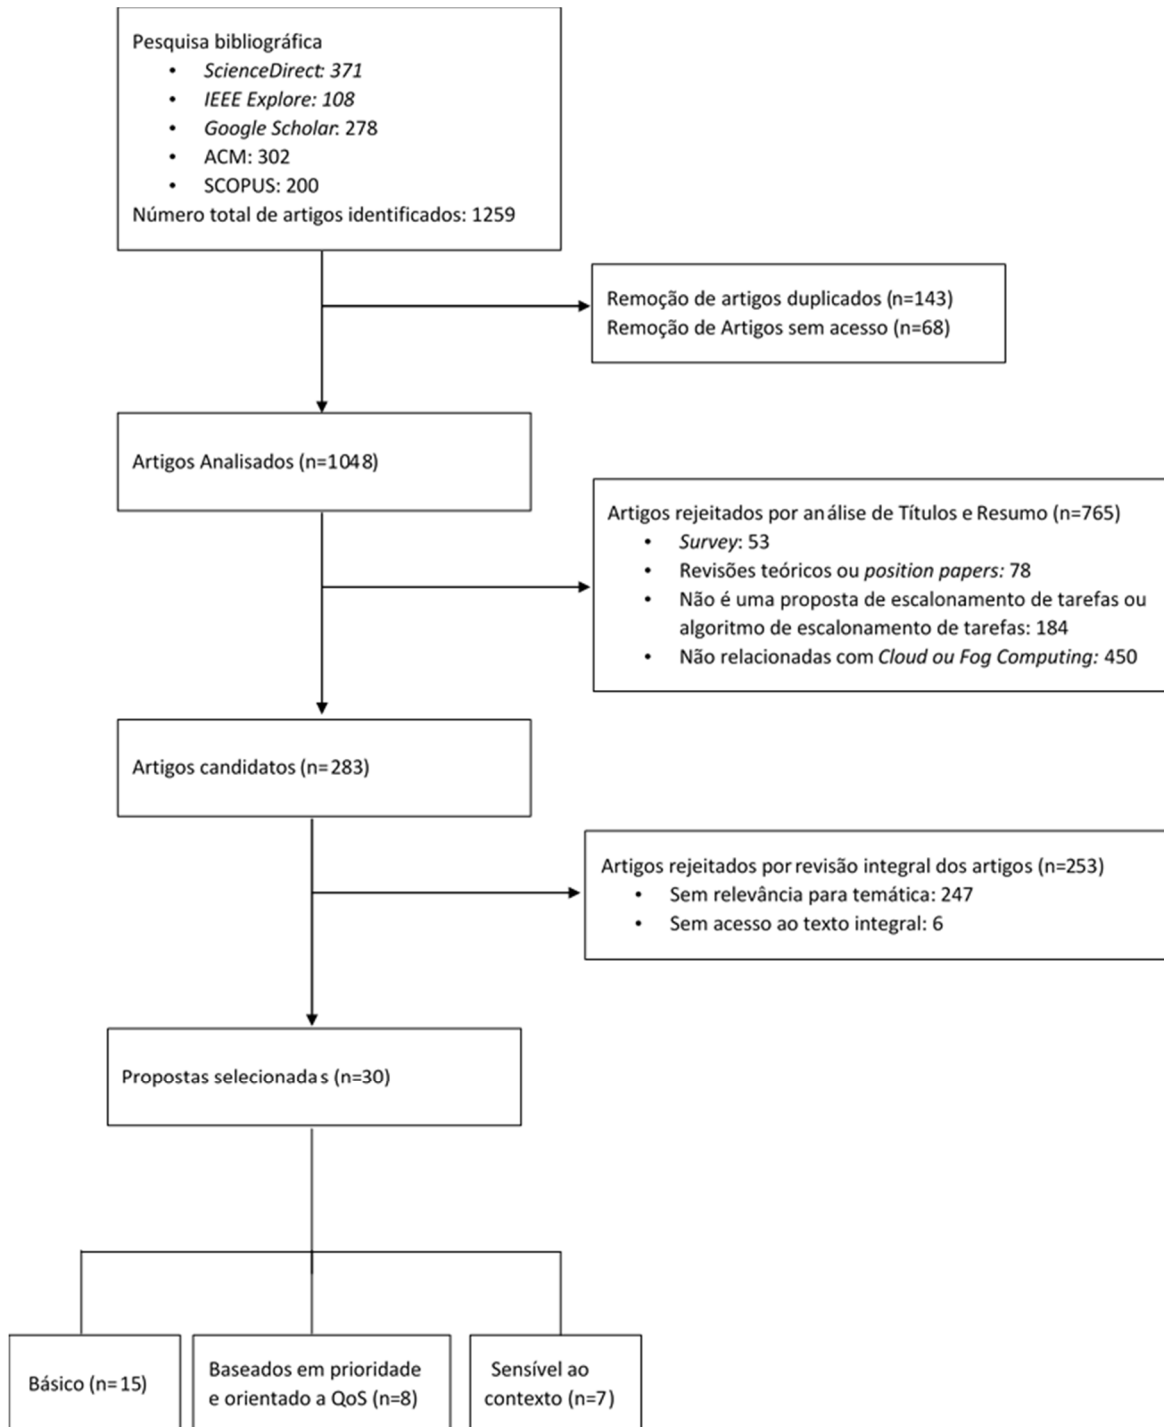 Pesquisa bibliográfica
• ScienceDirect: 371
• IEEE Explore: 108
• Google Scholar: 278
• ACM: 302
• SCOPUS: 200
Número total de artigos identificados: 1259
Remoção de artigos duplicados (n=143)
Remoção de Artigos sem acesso (n=68)
Artigos Analisados (n=1048)
Artigos rejeitados por análise de Títulos e Resumo (n=765)
• Survey: 53
• Revisões teóricos ou position papers: 78
• Não é uma proposta de escalonamento de tarefas ou
algoritmo de escalonamento de tarefas: 184
• Não relacionadas com Cloud ou Fog Computing: 450
Artigos candidatos (n=283)
Artigos rejeitados por revisão integral dos artigos (n=253)
• Sem relevância para temática: 247
• Sem acesso ao texto integral: 6
Propostas selecionadas (n=30)
Básico (n=15)
Baseados em prioridade
e orientado a QoS (n=8)
Sensível ao
contexto (n=7)